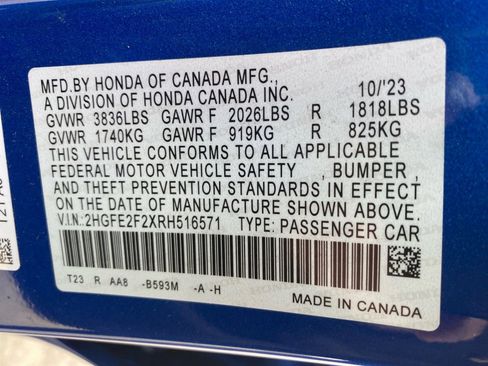 MFD.BY HONDA OF CANADA MFG.,
A DIVISION OF HONDA CANADA INC. 10/'23
GVWR 3836LBS GAWR F 2026LBS R 1818LBS
GVWR 1740KG GAWR F 919KG R 825KG
THIS VEHICLE CONFORMS TO ALL APPLICABLE
FEDERAL MOTOR VEHICLE SAFETY , BUMPER ,
AND THEFT PREVENTION STANDARDS IN EFFECT
ON THE DATE OF MANUFACTURE SHOWN ABOVE.
V.I.N.: 2HGFE2F2XRH516571 TYPE: PASSENGER CAR
T23 R AA8 -B593M -A -H
MADE IN CANADA